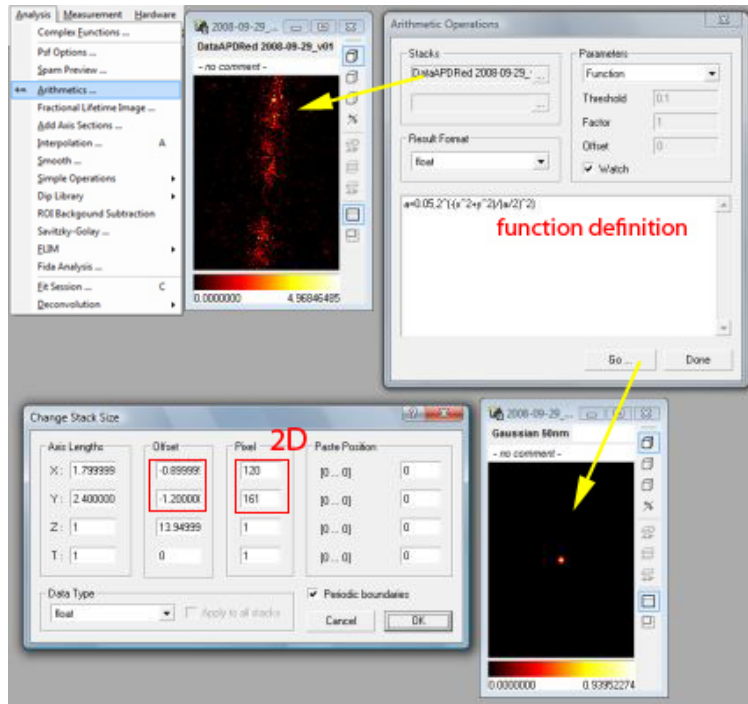 Analysis Measurement Hardware
Complex Functions ...
Psf Options ...
Spam Preview ...
Arithmetics ...
Fractional Lifetime Image ...
Add Axis Sections ...
Interpolation ... A
Smooth ...
Simple Operations
Dip Library
ROI Backgound Subtraction
Savitzky-Golay ...
FLIM
Fida Analysis ...
Fit Session ... C
Deconvolution
2008-09-29_...
DataAPDRed 2008-09-29_v01
- no comment -
0.0000000 4.96846485
Arithmetic Operations
Stacks
DataAPDRed 2008-09-29_ ...
...
Result Format
float
Parameters
Function
Threshold 0.1
Factor 1
Offset 0
Watch
a=0.05,2^(-(x^2+y^2)/(a/2)^2)
function definition
Go ... Done
Change Stack Size
Axis Lengths Offset Pixel 2D Paste Position
X: 1.799999 -0.89999 120 [0 ... 0] 0
Y: 2.400000 -1.20000 161 [0 ... 0] 0
Z: 1 13.94999 1 [0 ... 0] 0
T: 1 0 1 [0 ... 0] 0
Data Type
float
Apply to all stacks
Periodic boundaries
Cancel OK
2008-09-29_...
Gaussian 50nm
- no comment -
0.0000000 0.93952274